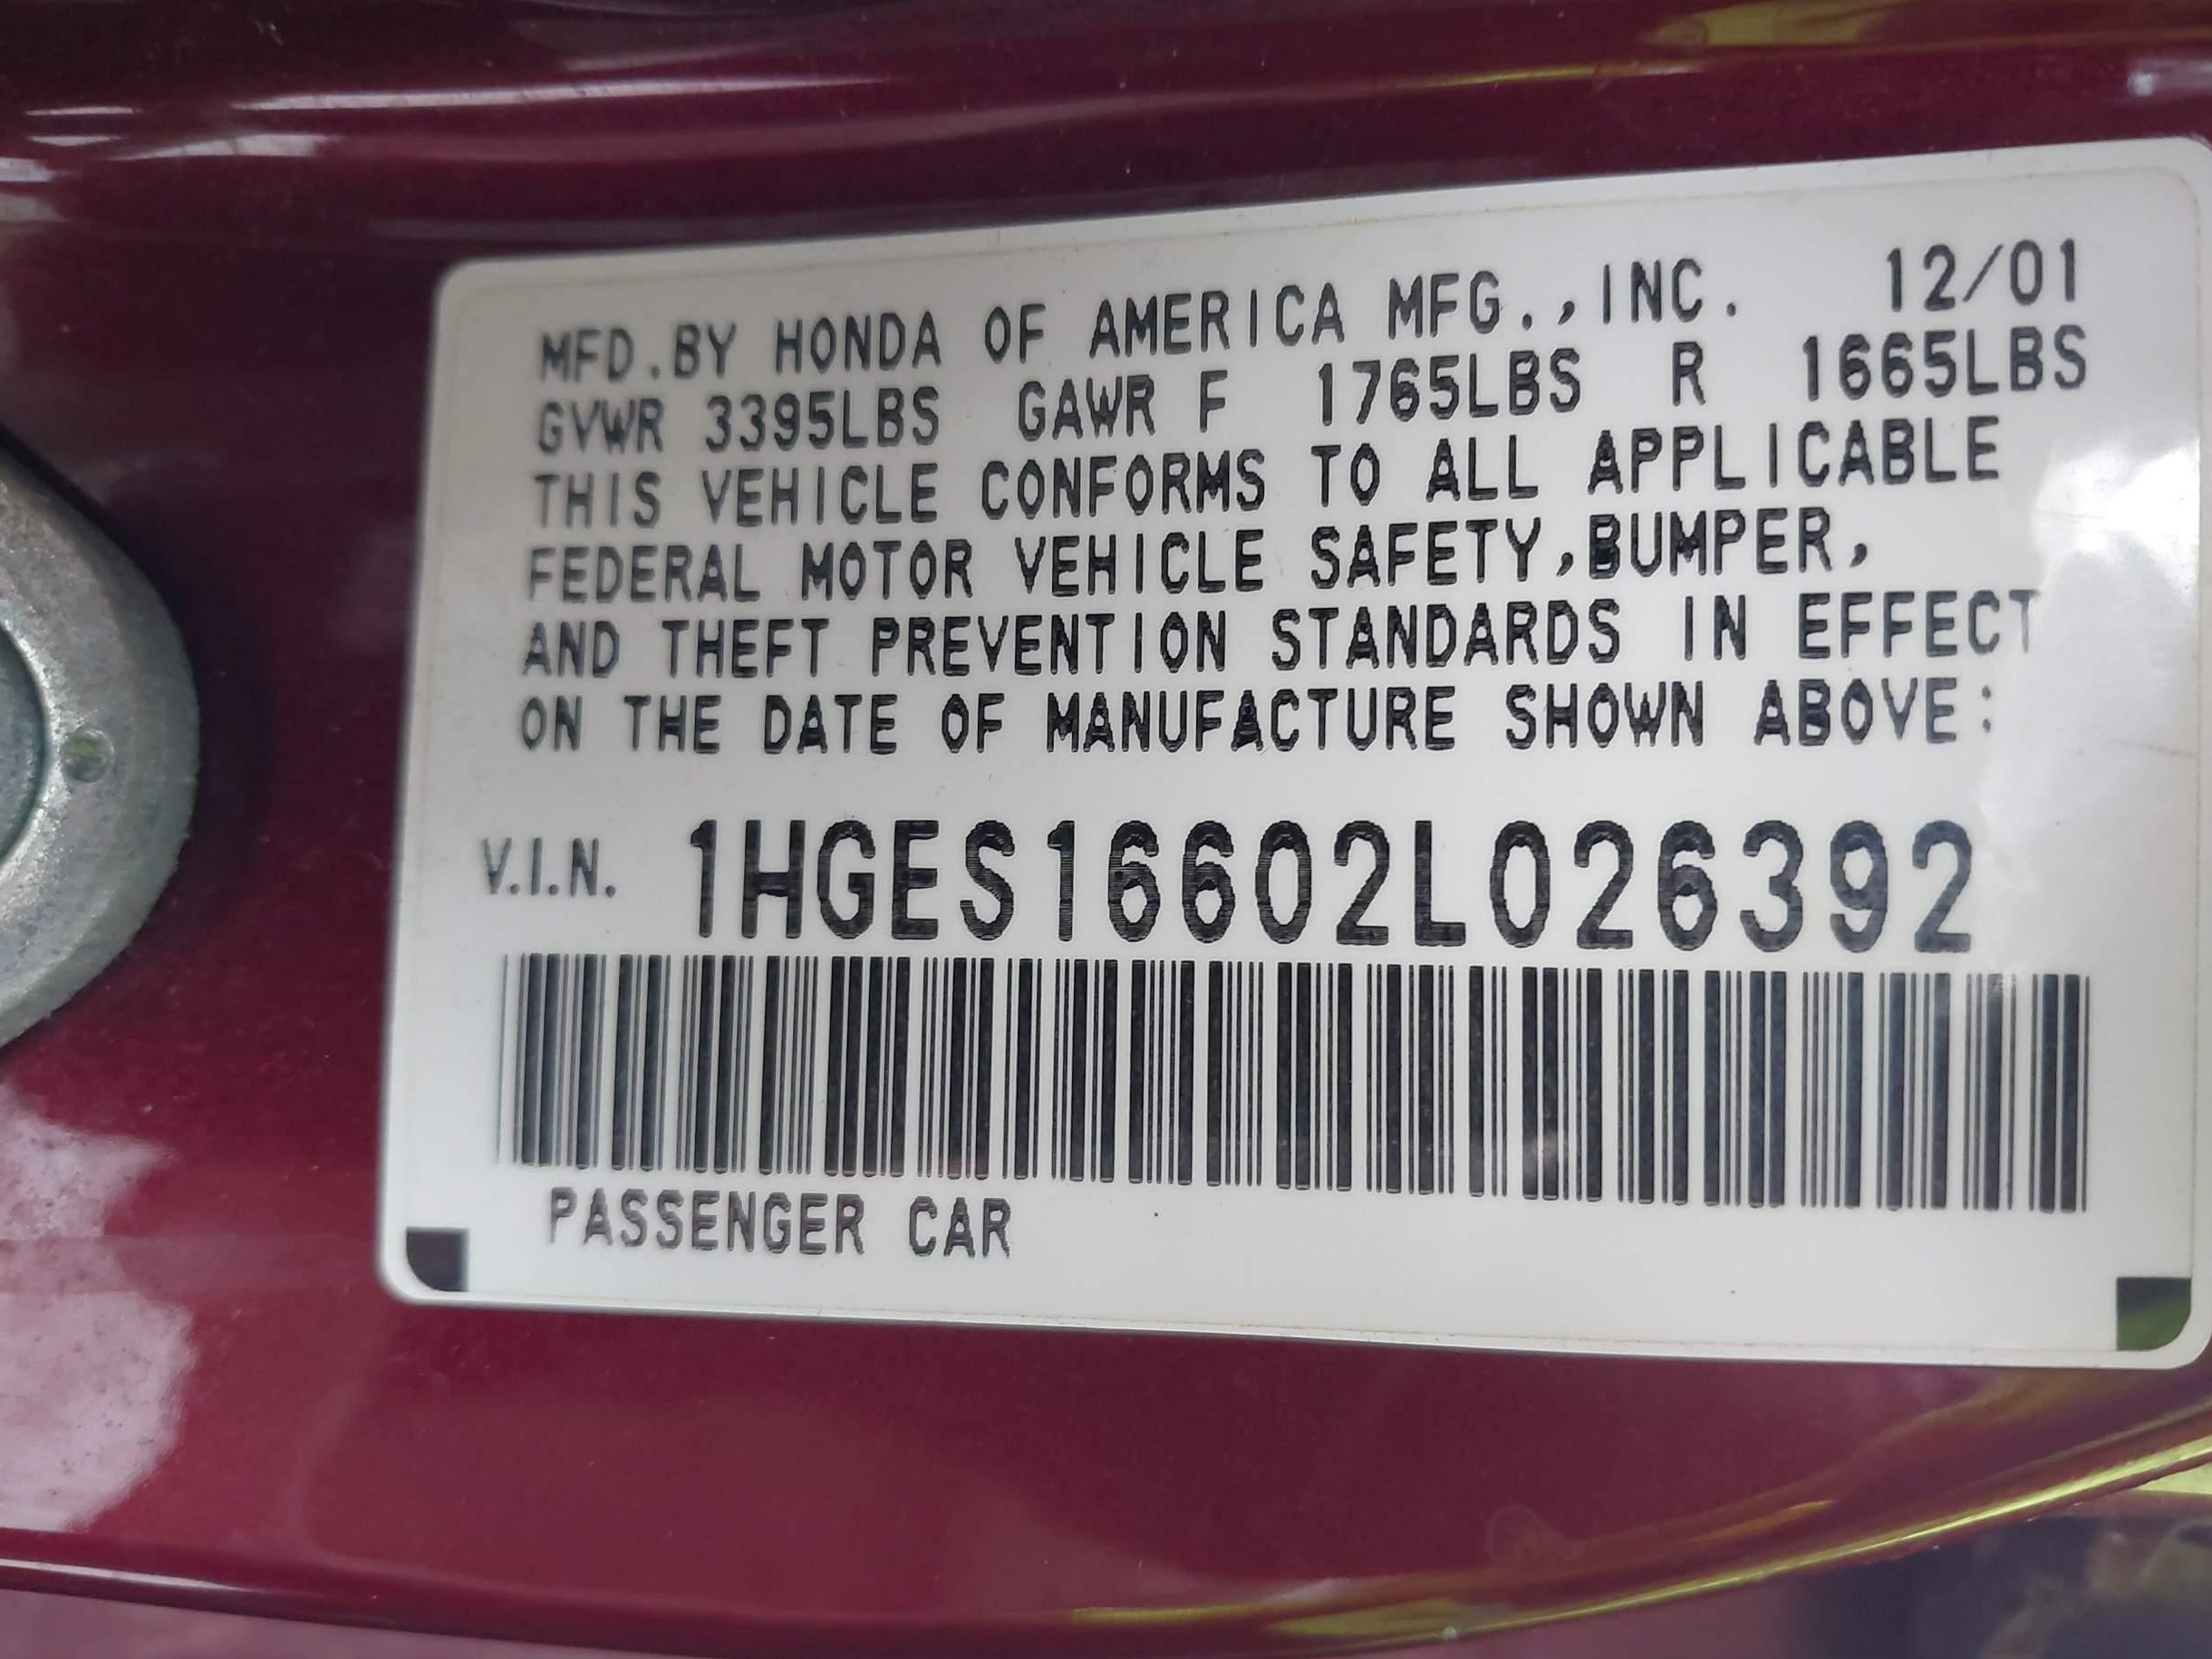 MFD.BY HONDA OF AMERICA MFG.,INC. 12/01
GVWR 3395LBS GAWR F 1765LBS R 1665LBS
THIS VEHICLE CONFORMS TO ALL APPLICABLE
FEDERAL MOTOR VEHICLE SAFETY,BUMPER,
AND THEFT PREVENTION STANDARDS IN EFFECT
ON THE DATE OF MANUFACTURE SHOWN ABOVE:
V.I.N. 1HGES16602L026392
PASSENGER CAR